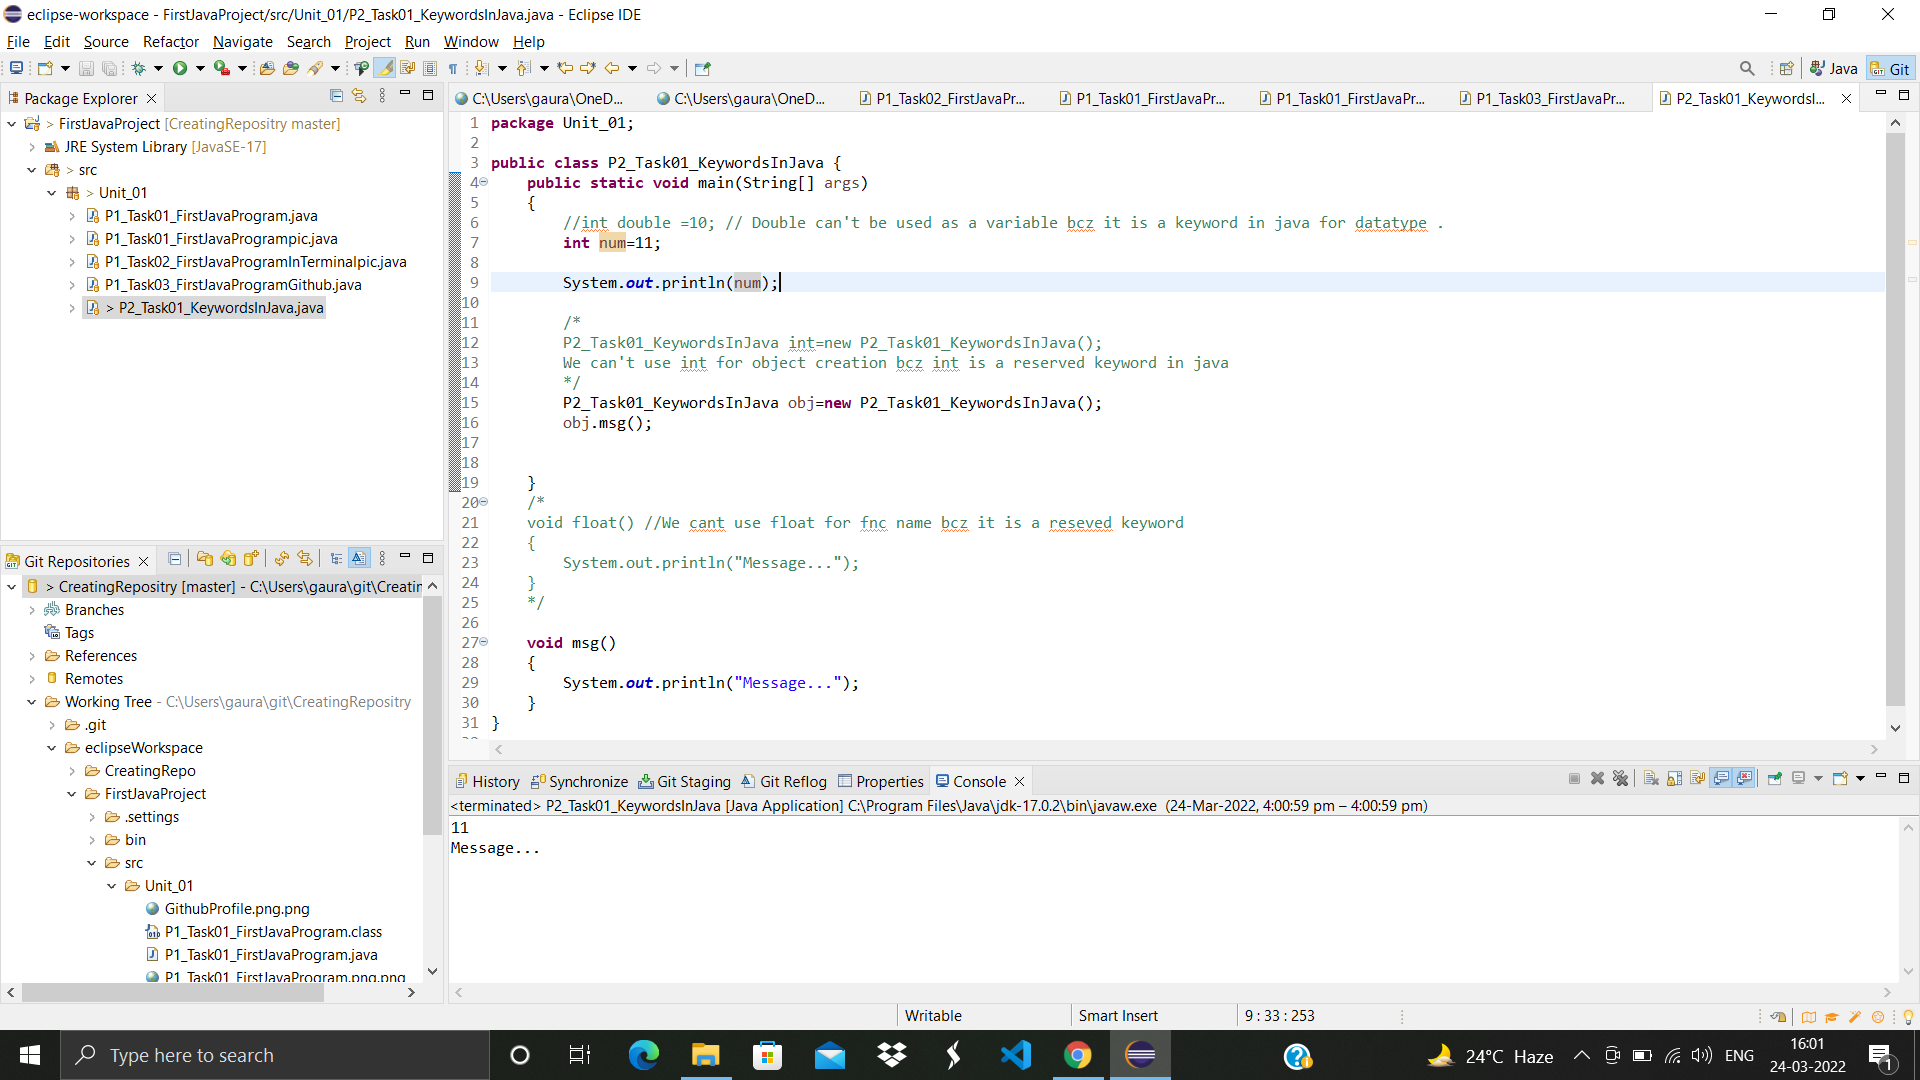 eclipse-workspace - FirstJavaProject/src/Unit_01/P2_Task01_KeywordsInJava.java - Eclipse IDE
File Edit Source Refactor Navigate Search Project Run Window Help
Java Git
Package Explorer
> FirstJavaProject [CreatingRepositry master]
JRE System Library [JavaSE-17]
> src
> Unit_01
P1_Task01_FirstJavaProgram.java
P1_Task01_FirstJavaProgrampic.java
P1_Task02_FirstJavaProgramInTerminalpic.java
P1_Task03_FirstJavaProgramGithub.java
> P2_Task01_KeywordsInJava.java
Git Repositories
> CreatingRepositry [master] - C:\Users\gaura\git\Creatin
Branches
Tags
References
Remotes
Working Tree - C:\Users\gaura\git\CreatingRepositry
.git
eclipseWorkspace
CreatingRepo
FirstJavaProject
.settings
bin
src
Unit_01
GithubProfile.png.png
P1_Task01_FirstJavaProgram.class
P1_Task01_FirstJavaProgram.java
P1_Task01_FirstJavaProgram.png.png
C:\Users\gaura\OneD... C:\Users\gaura\OneD... P1_Task02_FirstJavaPr... P1_Task01_FirstJavaPr... P1_Task01_FirstJavaPr... P1_Task03_FirstJavaPr... P2_Task01_KeywordsI...
1 package Unit_01;
2
3 public class P2_Task01_KeywordsInJava {
4 public static void main(String[] args)
5 {
6 //int double =10; // Double can't be used as a variable bcz it is a keyword in java for datatype .
7 int num=11;
8
9 System.out.println(num);
10
11 /*
12 P2_Task01_KeywordsInJava int=new P2_Task01_KeywordsInJava();
13 We can't use int for object creation bcz int is a reserved keyword in java
14 */
15 P2_Task01_KeywordsInJava obj=new P2_Task01_KeywordsInJava();
16 obj.msg();
17
18
19 }
20 /*
21 void float() //We cant use float for fnc name bcz it is a reseved keyword
22 {
23 System.out.println("Message...");
24 }
25 */
26
27 void msg()
28 {
29 System.out.println("Message...");
30 }
31 }
History Synchronize Git Staging Git Reflog Properties Console
<terminated> P2_Task01_KeywordsInJava [Java Application] C:\Program Files\Java\jdk-17.0.2\bin\javaw.exe (24-Mar-2022, 4:00:59 pm – 4:00:59 pm)
11
Message...
Writable Smart Insert 9 : 33 : 253
Type here to search
24°C Haze ENG
16:01
24-03-2022
1